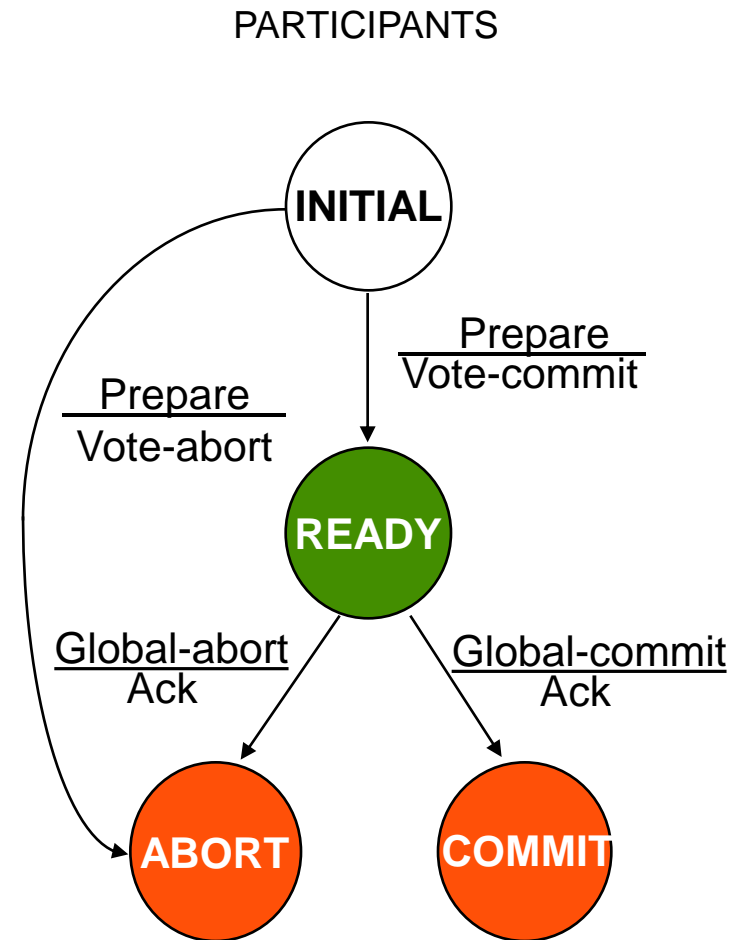 PARTICIPANTS
INITIAL
Prepare
Vote-commit
Prepare
Vote-abort
READY
Global-abort
Ack
Global-commit
Ack
ABORT
COMMIT